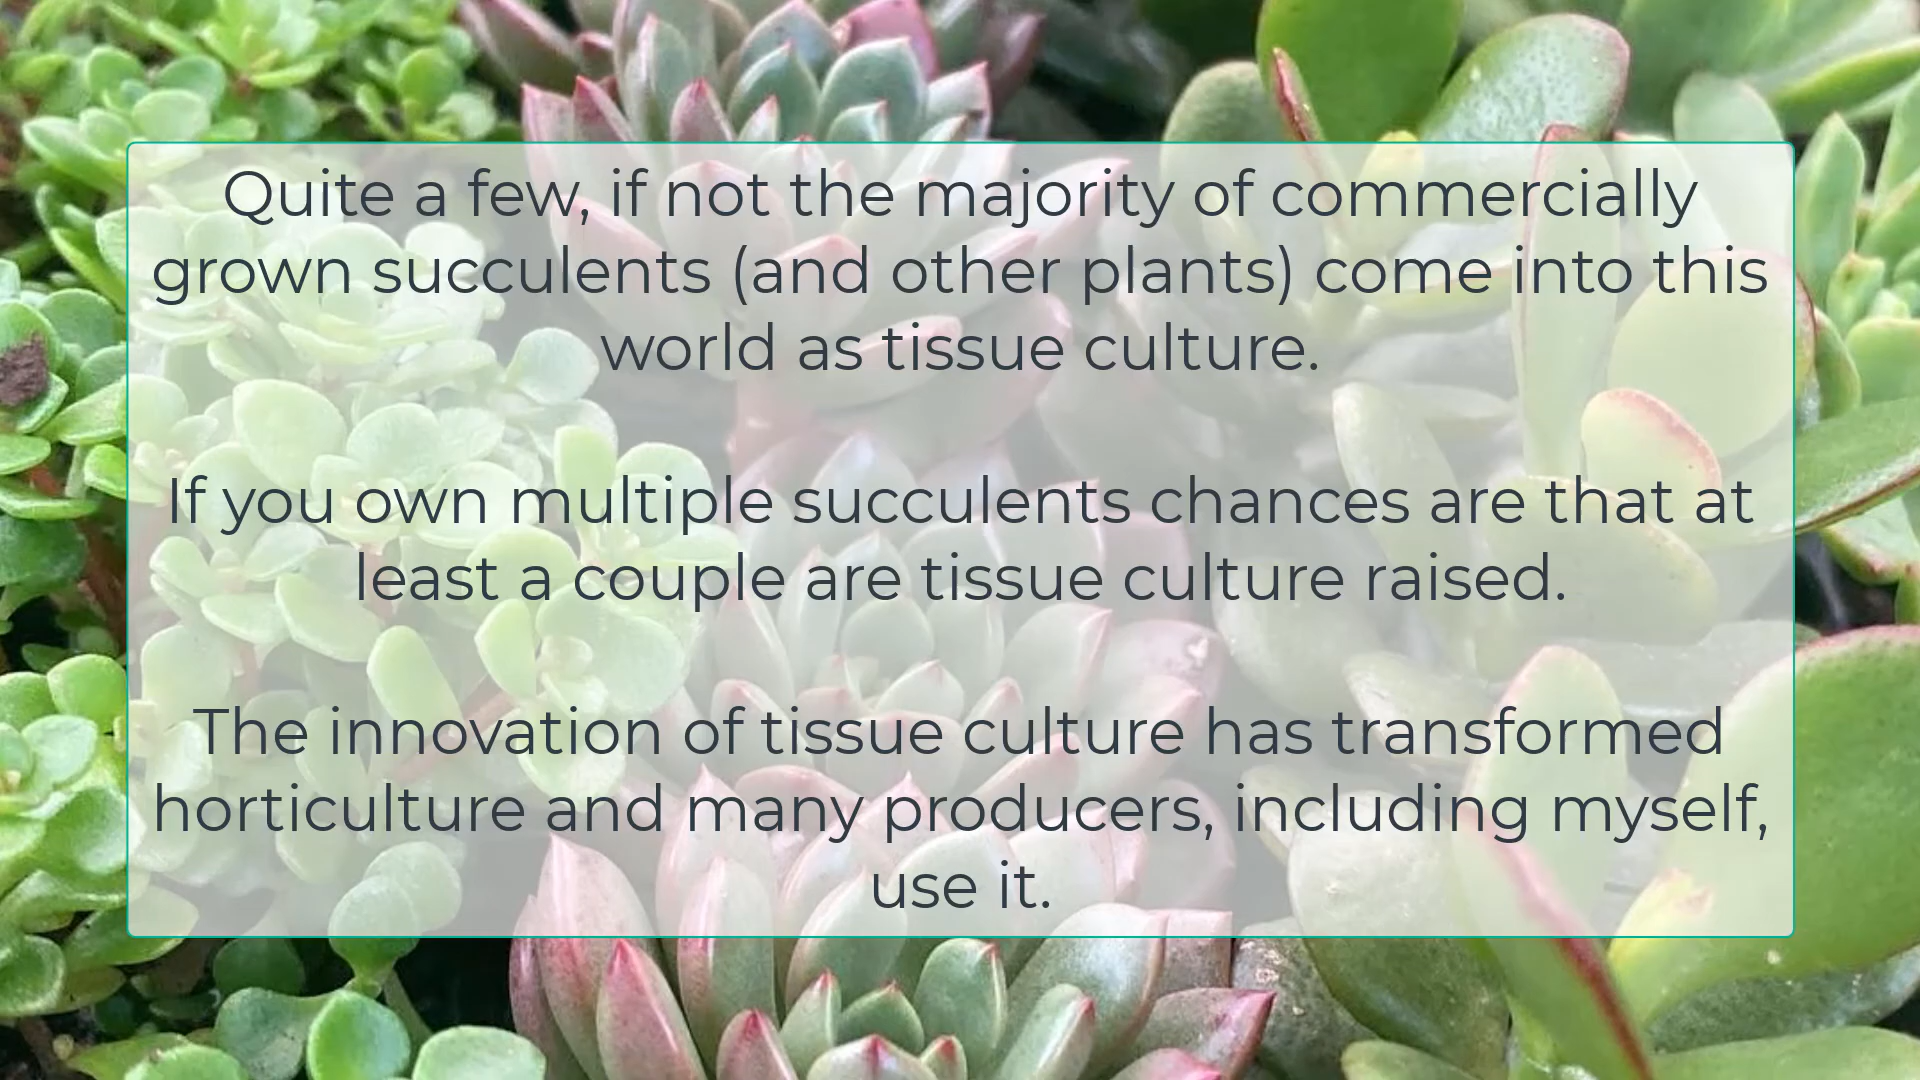 Quite a few, if not the majority of commercially
grown succulents (and other plants) come into this
world as tissue culture.
If you own multiple succulents chances are that at
least a couple are tissue culture raised.
The innovation of tissue culture has transformed
horticulture and many producers, including myself,
use it.